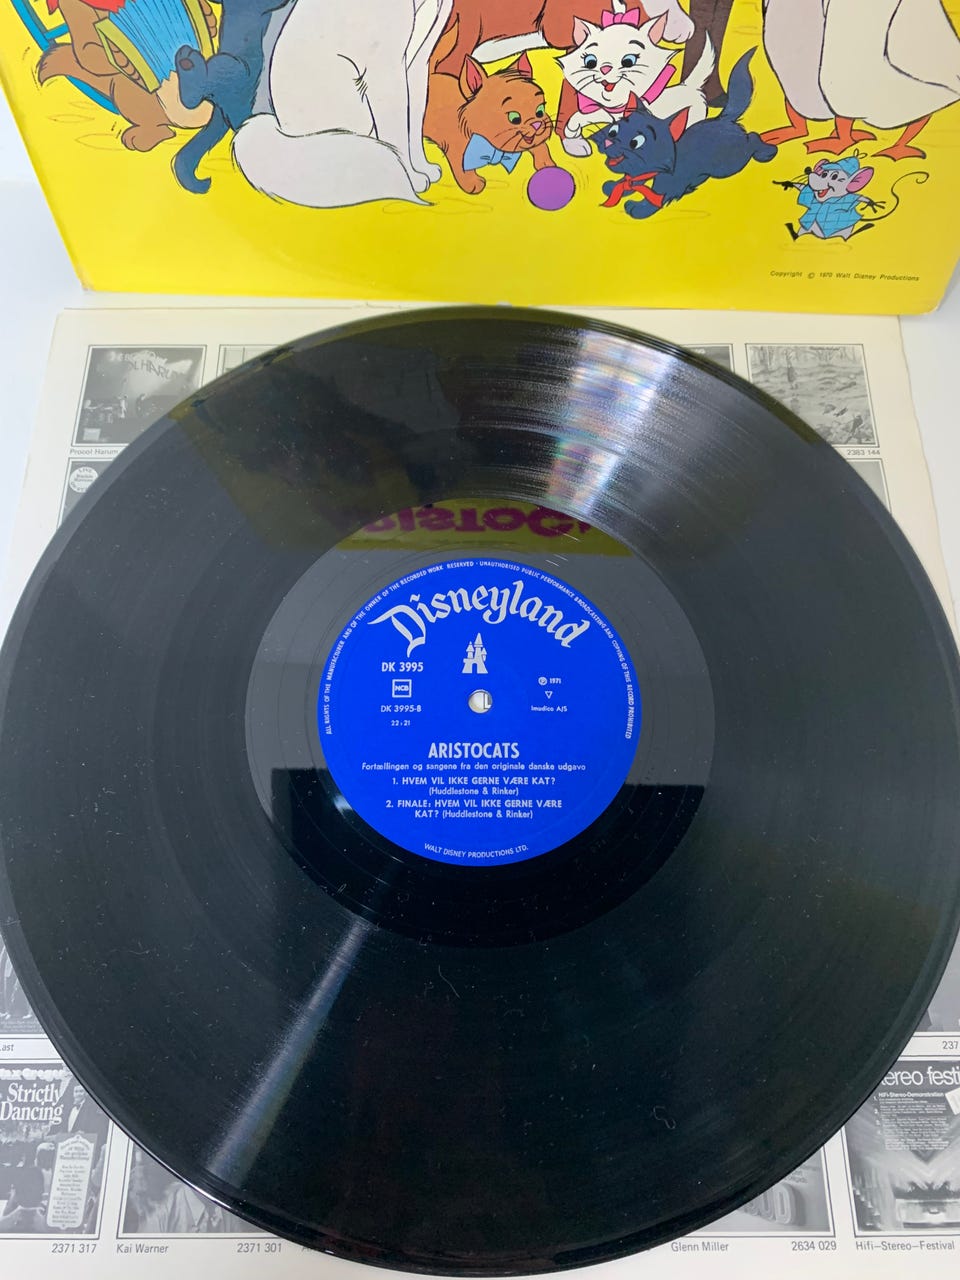 Copyright © 1970 Walt Disney Productions
Procol Harum
2383 144
LIVE
ALL RIGHTS OF THE MANUFACTURER AND OF THE OWNER OF THE RECORDED WORK RESERVED · UNAUTHORISED PUBLIC PERFORMANCE BROADCASTING AND COPYING OF THIS RECORD PROHIBITED
Disneyland
DK 3995
NCB
DK 3995-B
22:21
℗ 1971
Imudico A/S
ARISTOCATS
Fortællingen og sangene fra den originale danske udgave
1. HVEM VIL IKKE GERNE VÆRE KAT?
(Huddlestone & Rinker)
2. FINALE: HVEM VIL IKKE GERNE VÆRE
KAT? (Huddlestone & Rinker)
WALT DISNEY PRODUCTIONS LTD.
Last
237
Strictly
Dancing
tereo festi
HiFi-Stereo-Demonstration
2371 317
Kai Warner
2371 301
Glenn Miller
2634 029
Hifi-Stereo-Festival